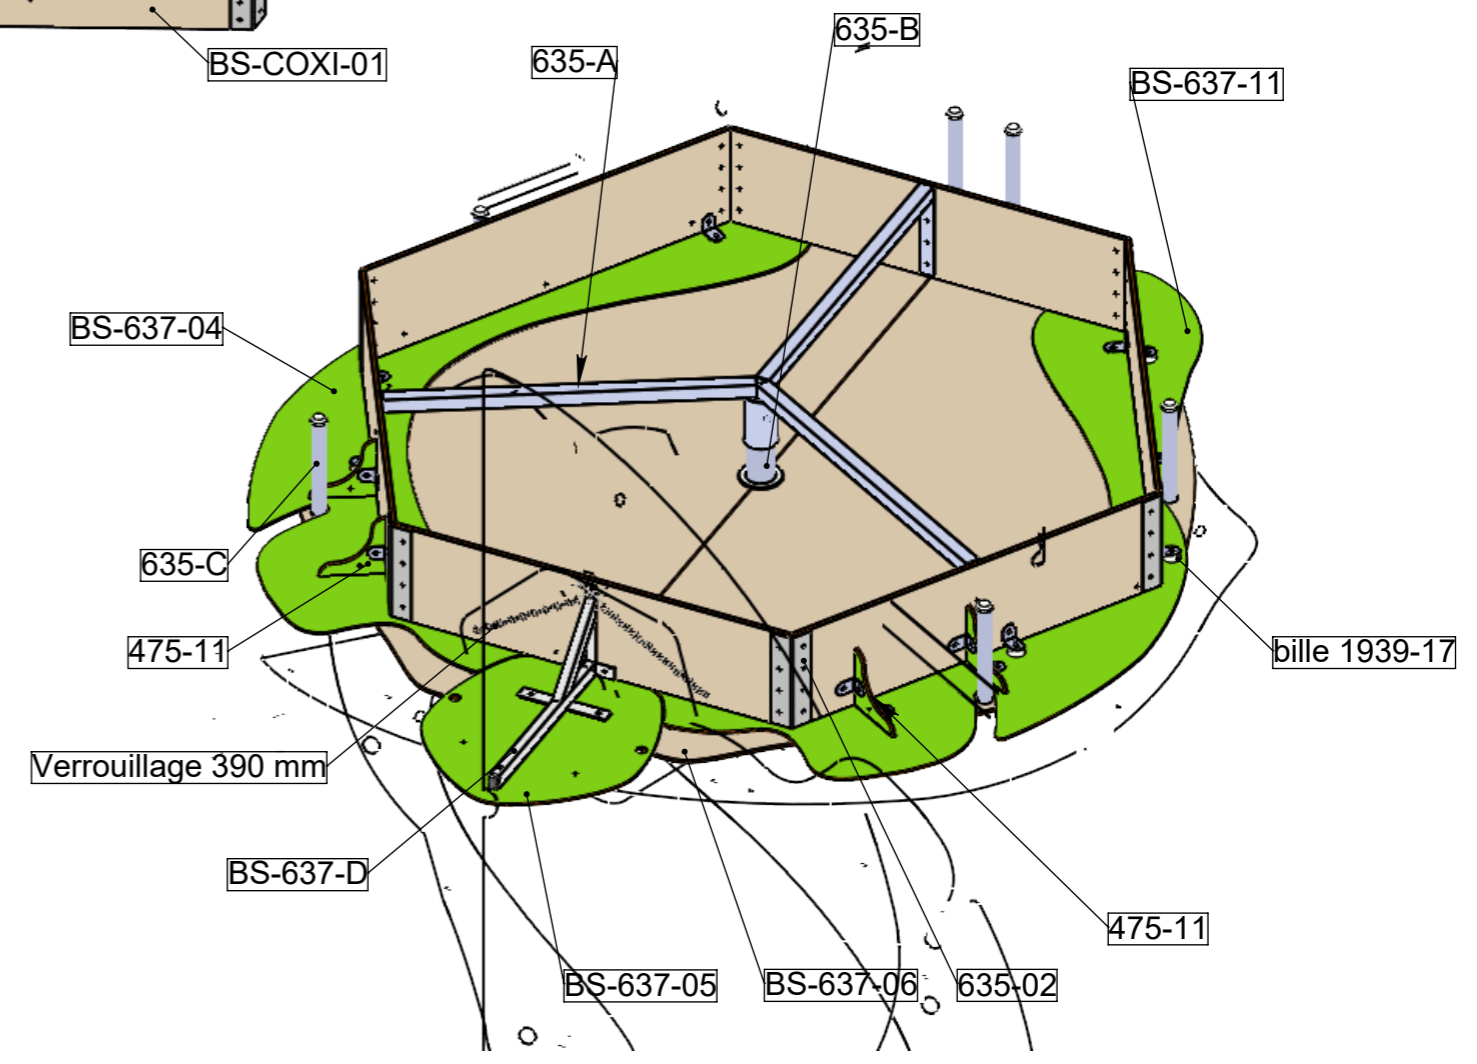 635-B
635-A
BS-COXI-01
BS-637-11
BS-637-04
635-C
475-11
bille 1939-17
Verrouillage 390 mm
BS-637-D
475-11
BS-637-05
BS-637-06
635-02